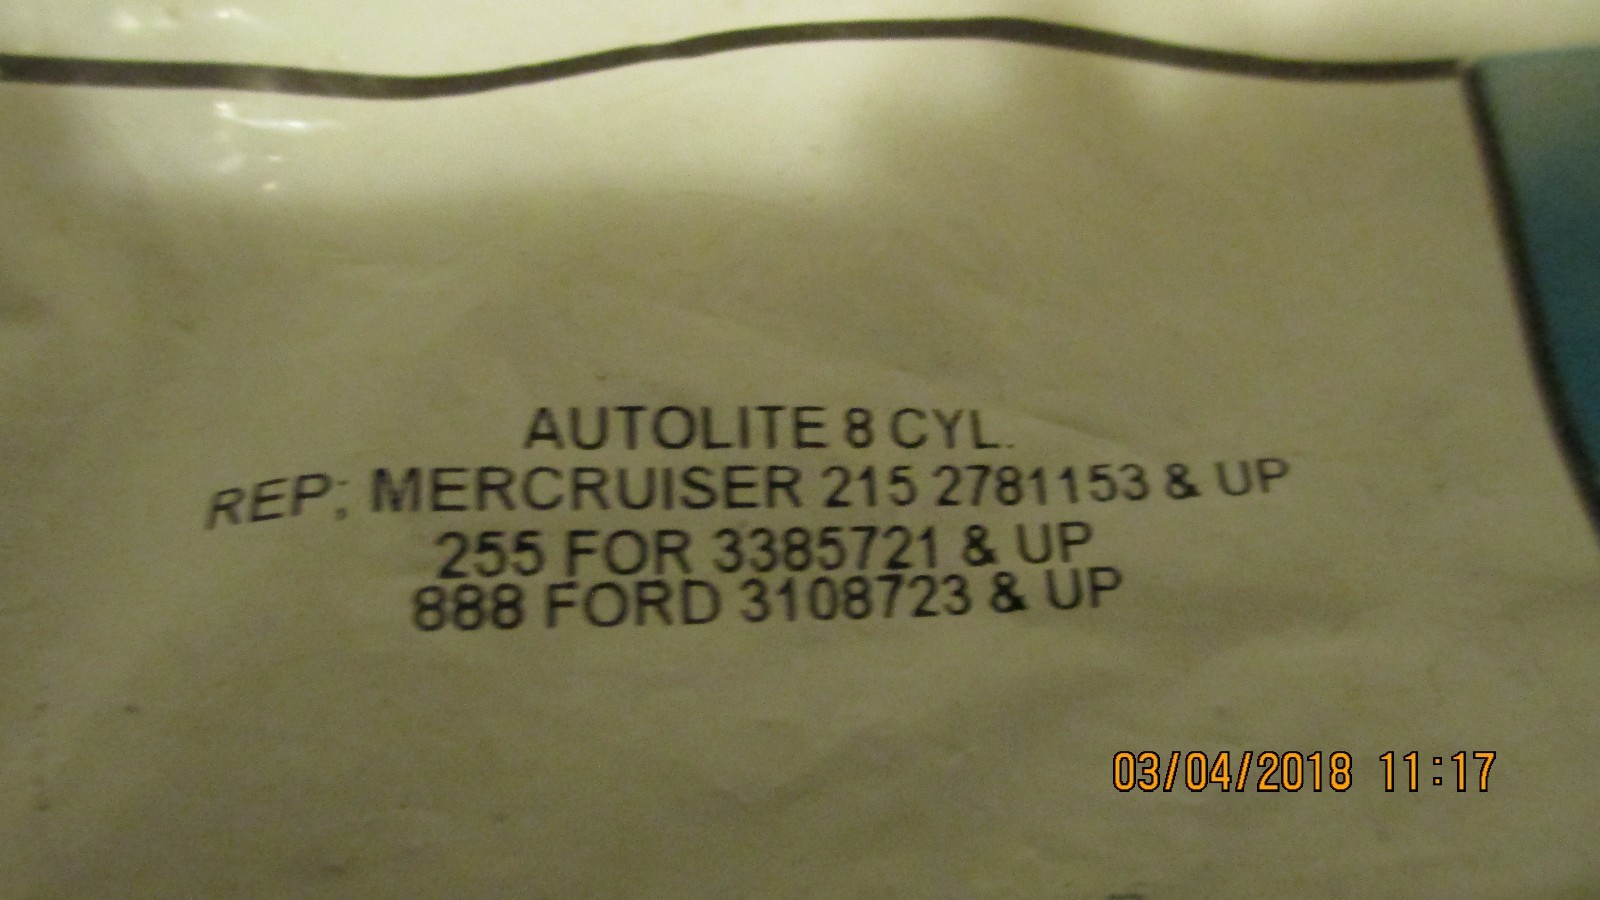 AUTOLITE 8 CYL.
REP; MERCRUISER 215 2781153 & UP
255 FOR 3385721 & UP
888 FORD 3108723 & UP
03/04/2018 11:17